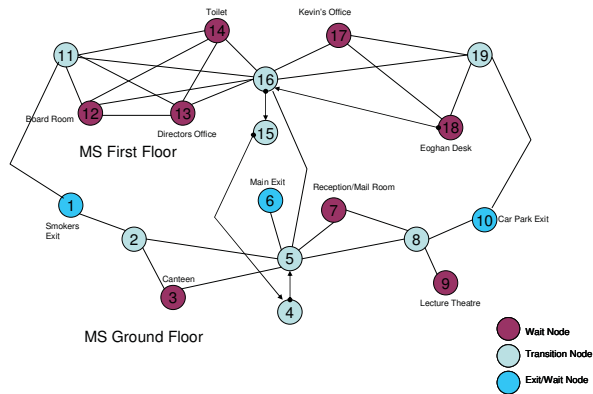 Toilet
Kevin's Office
14
17
11
19
16
12
13
18
15
Board Room
Directors Office
Eoghan Desk
MS First Floor
Main Exit
Reception/Mail Room
1
6
7
10
Car Park Exit
Smokers
Exit
2
8
5
Canteen
3
9
Lecture Theatre
4
MS Ground Floor
Wait Node
Transition Node
Exit/Wait Node